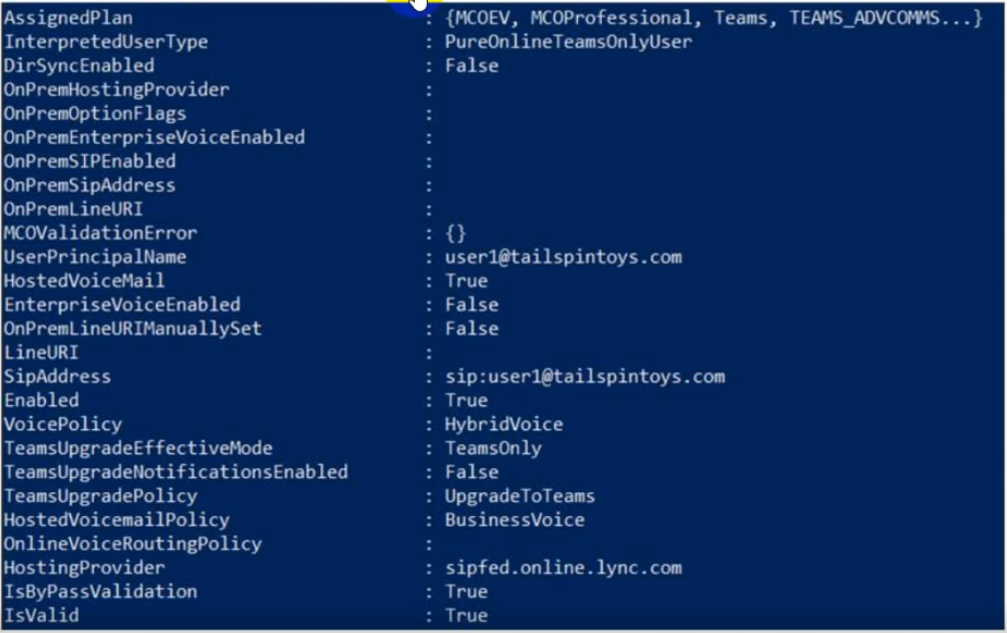 AssignedPlan : {MCOEV, MCOProfessional, Teams, TEAMS_ADVCOMMS...}
InterpretedUserType : PureOnlineTeamsOnlyUser
DirSyncEnabled : False
OnPremHostingProvider :
OnPremOptionFlags :
OnPremEnterpriseVoiceEnabled :
OnPremSIPEnabled :
OnPremSipAddress :
OnPremLineURI :
MCOValidationError : {}
UserPrincipalName : user1@tailspintoys.com
HostedVoiceMail : True
EnterpriseVoiceEnabled : False
OnPremLineURIManuallySet : False
LineURI :
SipAddress : sip:user1@tailspintoys.com
Enabled : True
VoicePolicy : HybridVoice
TeamsUpgradeEffectiveMode : TeamsOnly
TeamsUpgradeNotificationsEnabled : False
TeamsUpgradePolicy : UpgradeToTeams
HostedVoicemailPolicy : BusinessVoice
OnlineVoiceRoutingPolicy :
HostingProvider : sipfed.online.lync.com
IsByPassValidation : True
IsValid : True